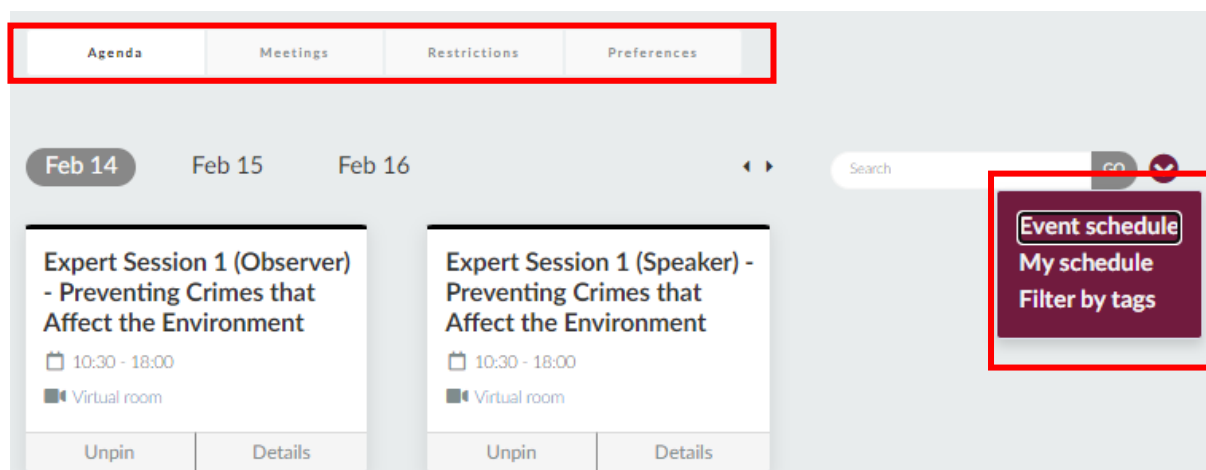 Agenda Meetings Restrictions Preferences
Feb 14 Feb 15 Feb 16
Search GO
Event schedule
My schedule
Filter by tags
Expert Session 1 (Observer)
- Preventing Crimes that
Affect the Environment
10:30 - 18:00
Virtual room
Unpin Details
Expert Session 1 (Speaker) -
Preventing Crimes that
Affect the Environment
10:30 - 18:00
Virtual room
Unpin Details